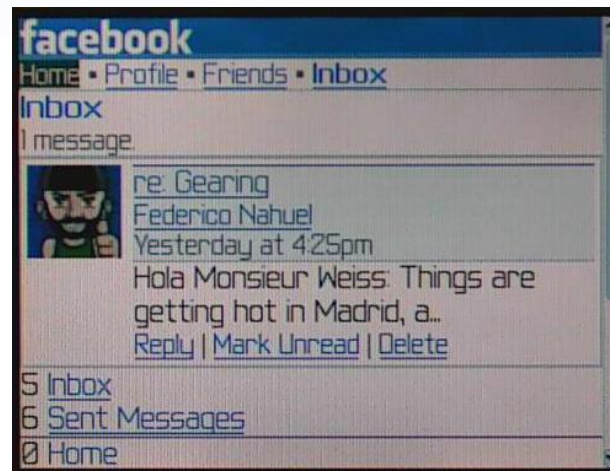 facebook
Home • Profile • Friends • Inbox
Inbox
1 message.
re: Gearing
Federico Nahuel
Yesterday at 4:25pm
Hola Monsieur Weiss: Things are
getting hot in Madrid, a...
Reply | Mark Unread | Delete
5 Inbox
6 Sent Messages
0 Home